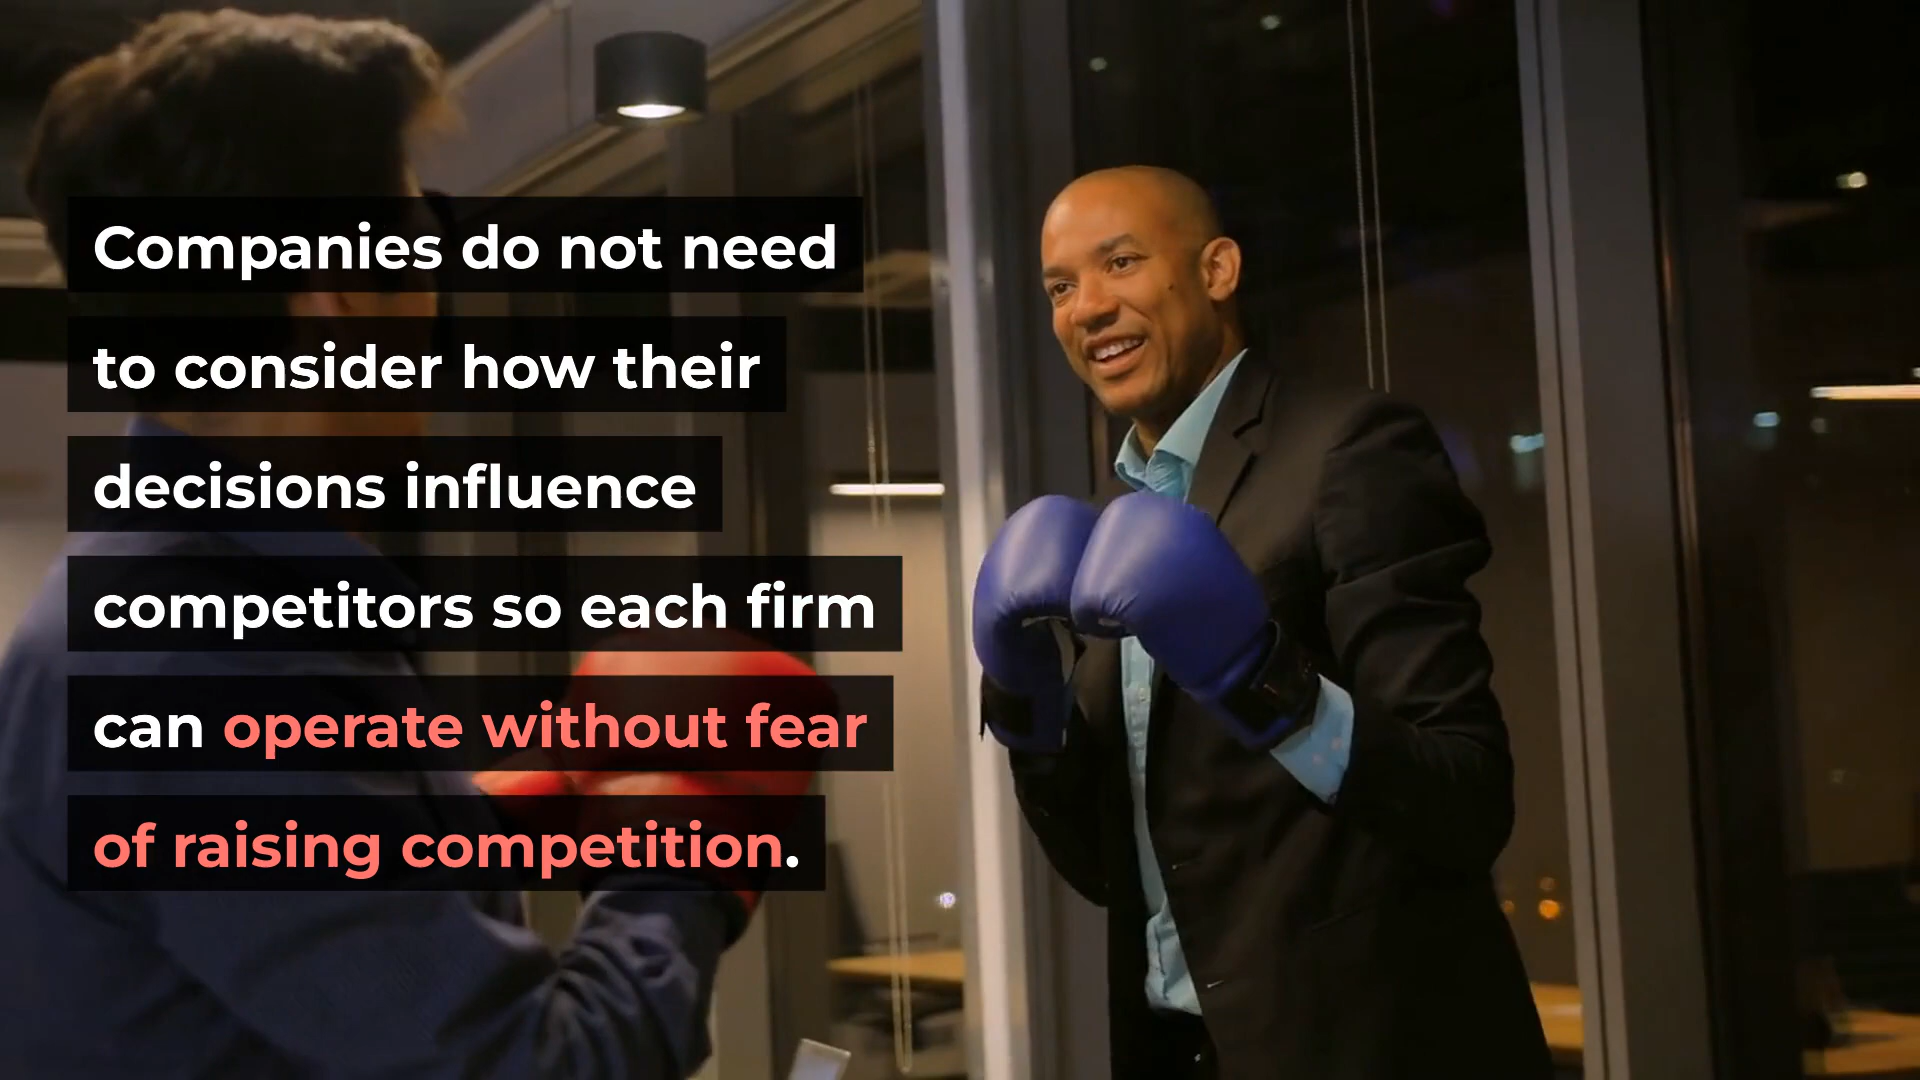 Companies do not need
to consider how their
decisions influence
competitors so each firm
can operate without fear
of raising competition.